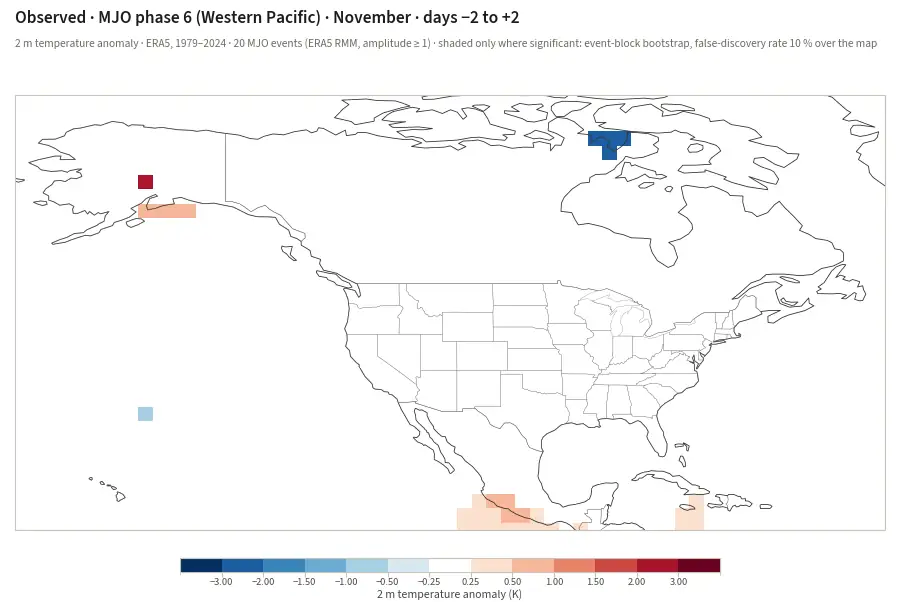 Observed · MJO phase 6 (Western Pacific) · November · days −2 to +2
2 m temperature anomaly · ERA5, 1979–2024 · 20 MJO events (ERA5 RMM, amplitude ≥ 1) · shaded only where significant: event-block bootstrap, false-discovery rate 10 % over the map
−3.00 −2.00 −1.50 −1.00 −0.50 −0.25 0.25 0.50 1.00 1.50 2.00 3.00
2 m temperature anomaly (K)